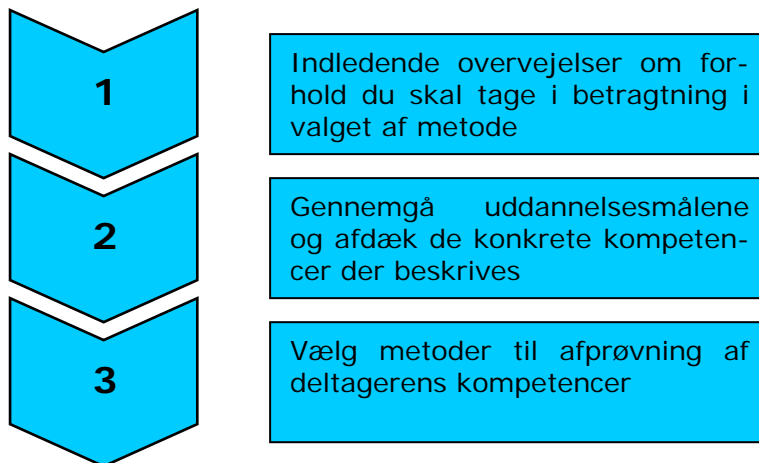 1
Indledende overvejelser om for-
hold du skal tage i betragtning i
valget af metode
2
Gennemgå uddannelsesmålene
og afdæk de konkrete kompeten-
cer der beskrives
3
Vælg metoder til afprøvning af
deltagerens kompetencer